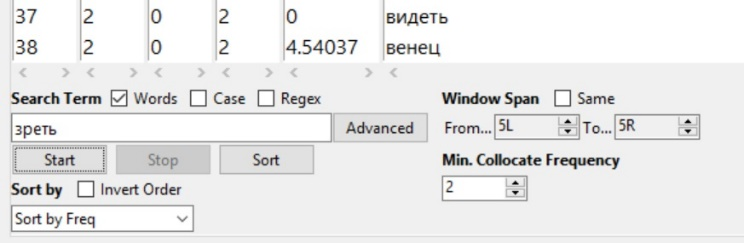 37 2 0 2 0 видеть
38 2 0 2 4.54037 венец
Search Term Words Case Regex Window Span Same
зреть Advanced From... 5L To... 5R
Start Stop Sort Min. Collocate Frequency
Sort by Invert Order 2
Sort by Freq